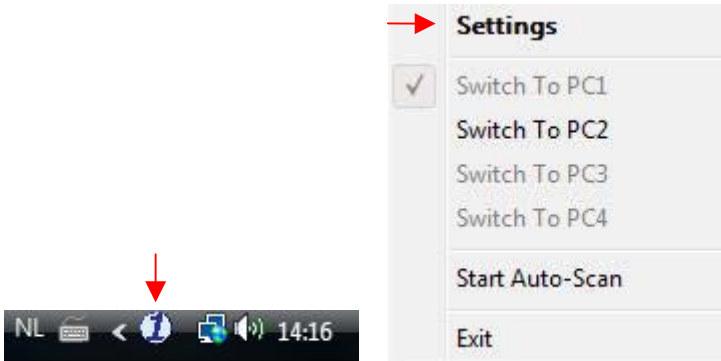 Settings
Switch To PC1
Switch To PC2
Switch To PC3
Switch To PC4
Start Auto-Scan
Exit
NL < 14:16